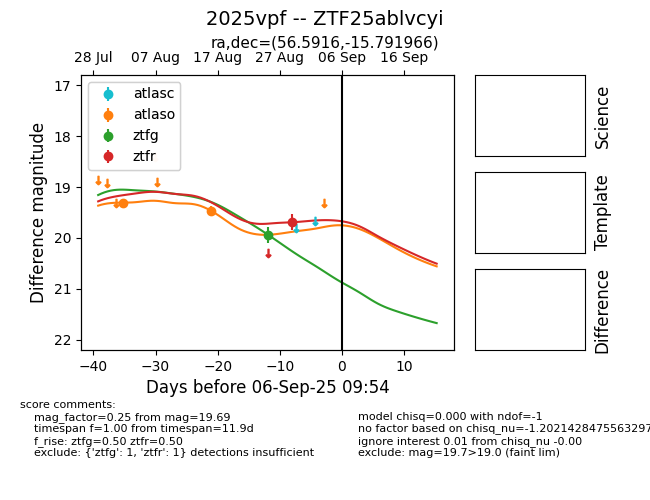 2025vpf -- ZTF25ablvcyi
ra,dec=(56.5916,-15.791966)
28 Jul 07 Aug 17 Aug 27 Aug 06 Sep 16 Sep
atlasc
atlaso
ztfg
ztfr
17
18
19
20
21
22
Difference magnitude
−40 −30 −20 −10 0 10
Days before 06-Sep-25 09:54
Science
Template
Difference
score comments:
mag_factor=0.25 from mag=19.69
timespan f=1.00 from timespan=11.9d
f_rise: ztfg=0.50 ztfr=0.50
exclude: {'ztfg': 1, 'ztfr': 1} detections insufficient
model chisq=0.000 with ndof=-1
no factor based on chisq_nu=-1.2021428475563297
ignore interest 0.01 from chisq_nu -0.00
exclude: mag=19.7>19.0 (faint lim)